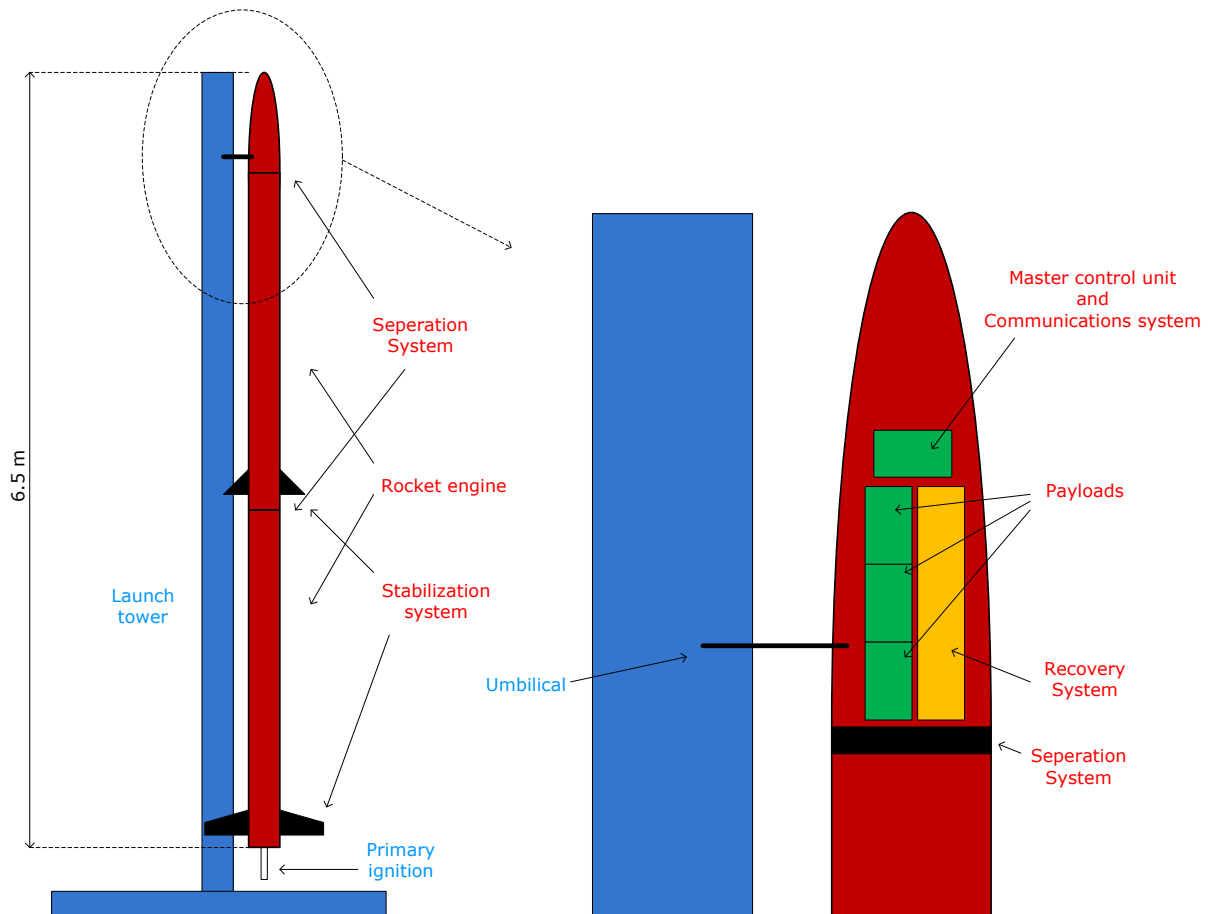 6.5 m
Seperation
System
Rocket engine
Launch
tower
Stabilization
system
Primary
ignition
Master control unit
and
Communications system
Payloads
Umbilical
Recovery
System
Seperation
System